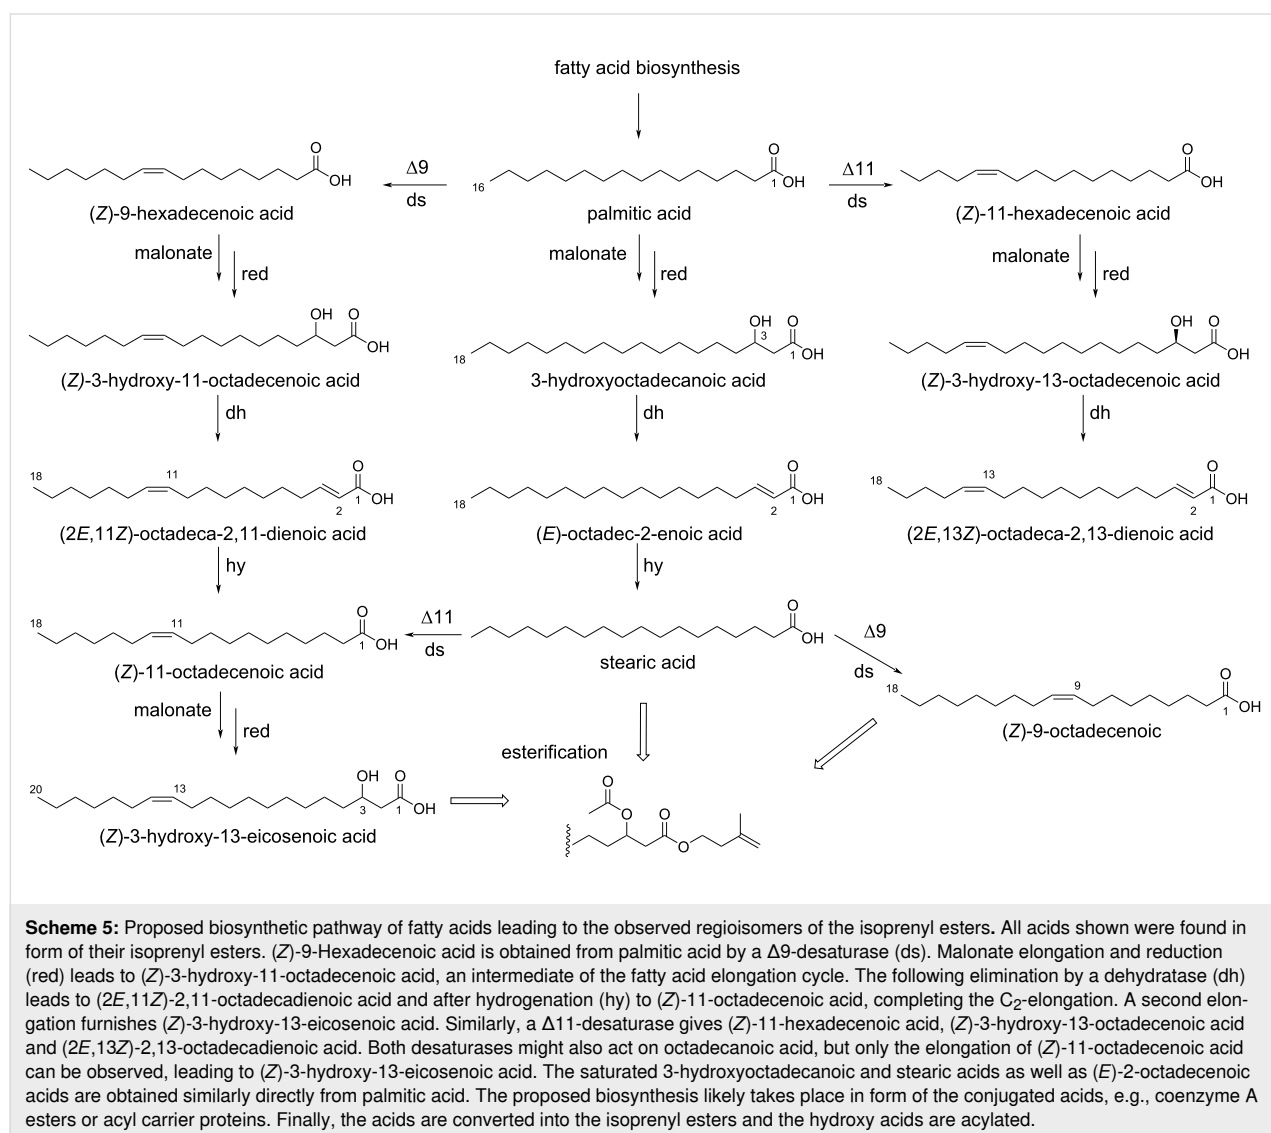 fatty acid biosynthesis
O
OH
(Z)-9-hexadecenoic acid
Δ9
ds
16
O
1
OH
palmitic acid
Δ11
ds
O
OH
(Z)-11-hexadecenoic acid
malonate
red
malonate
red
malonate
red
OH
O
OH
(Z)-3-hydroxy-11-octadecenoic acid
18
OH
3
O
1
OH
3-hydroxyoctadecanoic acid
OH
O
OH
(Z)-3-hydroxy-13-octadecenoic acid
dh
dh
dh
18
11
2
O
1
OH
(2E,11Z)-octadeca-2,11-dienoic acid
18
2
O
1
OH
(E)-octadec-2-enoic acid
18
13
2
O
1
OH
(2E,13Z)-octadeca-2,13-dienoic acid
hy
hy
18
11
O
1
OH
(Z)-11-octadecenoic acid
Δ11
ds
O
OH
stearic acid
Δ9
ds
18
9
O
1
OH
(Z)-9-octadecenoic
malonate
red
esterification
20
13
OH
3
O
1
OH
(Z)-3-hydroxy-13-eicosenoic acid
O
O
O
O
Scheme 5: Proposed biosynthetic pathway of fatty acids leading to the observed regioisomers of the isoprenyl esters. All acids shown were found in
form of their isoprenyl esters. (Z)-9-Hexadecenoic acid is obtained from palmitic acid by a Δ9-desaturase (ds). Malonate elongation and reduction
(red) leads to (Z)-3-hydroxy-11-octadecenoic acid, an intermediate of the fatty acid elongation cycle. The following elimination by a dehydratase (dh)
leads to (2E,11Z)-2,11-octadecadienoic acid and after hydrogenation (hy) to (Z)-11-octadecenoic acid, completing the C2-elongation. A second elon-
gation furnishes (Z)-3-hydroxy-13-eicosenoic acid. Similarly, a Δ11-desaturase gives (Z)-11-hexadecenoic acid, (Z)-3-hydroxy-13-octadecenoic acid
and (2E,13Z)-2,13-octadecadienoic acid. Both desaturases might also act on octadecanoic acid, but only the elongation of (Z)-11-octadecenoic acid
can be observed, leading to (Z)-3-hydroxy-13-eicosenoic acid. The saturated 3-hydroxyoctadecanoic and stearic acids as well as (E)-2-octadecenoic
acids are obtained similarly directly from palmitic acid. The proposed biosynthesis likely takes place in form of the conjugated acids, e.g., coenzyme A
esters or acyl carrier proteins. Finally, the acids are converted into the isoprenyl esters and the hydroxy acids are acylated.